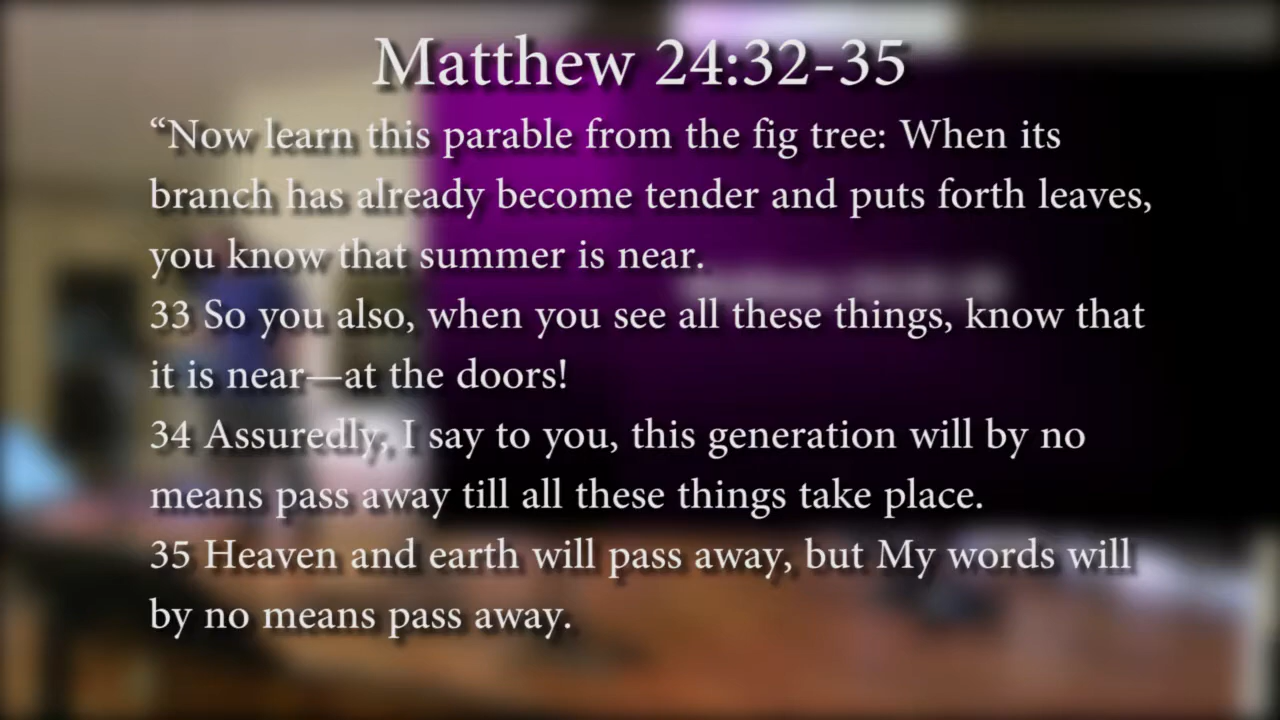 Matthew 24:32-35
“Now learn this parable from the fig tree: When its
branch has already become tender and puts forth leaves,
you know that summer is near.
33 So you also, when you see all these things, know that
it is near—at the doors!
34 Assuredly, I say to you, this generation will by no
means pass away till all these things take place.
35 Heaven and earth will pass away, but My words will
by no means pass away.